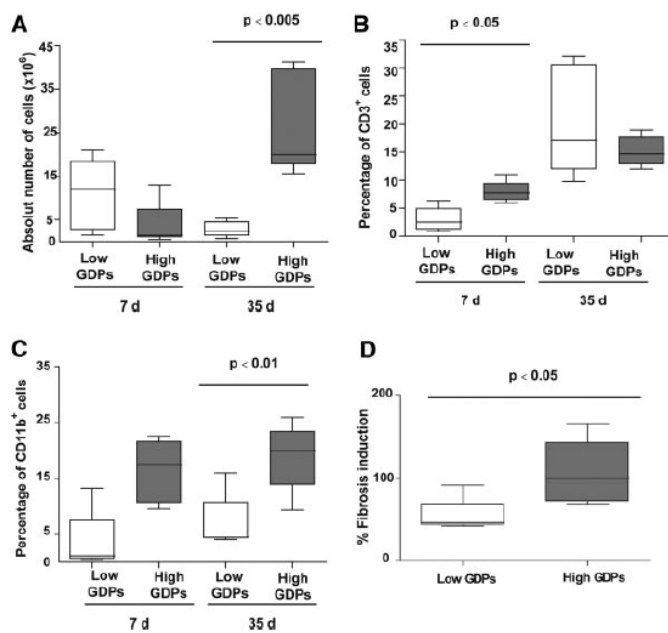 A
p < 0.005
Absolut number of cells (x10⁶)
45
35
25
15
5
0
Low GDPs
High GDPs
Low GDPs
High GDPs
7 d
35 d
B
p < 0.05
Percentage of CD3⁺ cells
35
30
25
20
15
10
5
0
Low GDPs
High GDPs
Low GDPs
High GDPs
7 d
35 d
C
p < 0.01
Percentage of CD11b⁺ cells
35
25
15
5
0
Low GDPs
High GDPs
Low GDPs
High GDPs
7 d
35 d
D
p < 0.05
% Fibrosis induction
200
100
0
Low GDPs
High GDPs